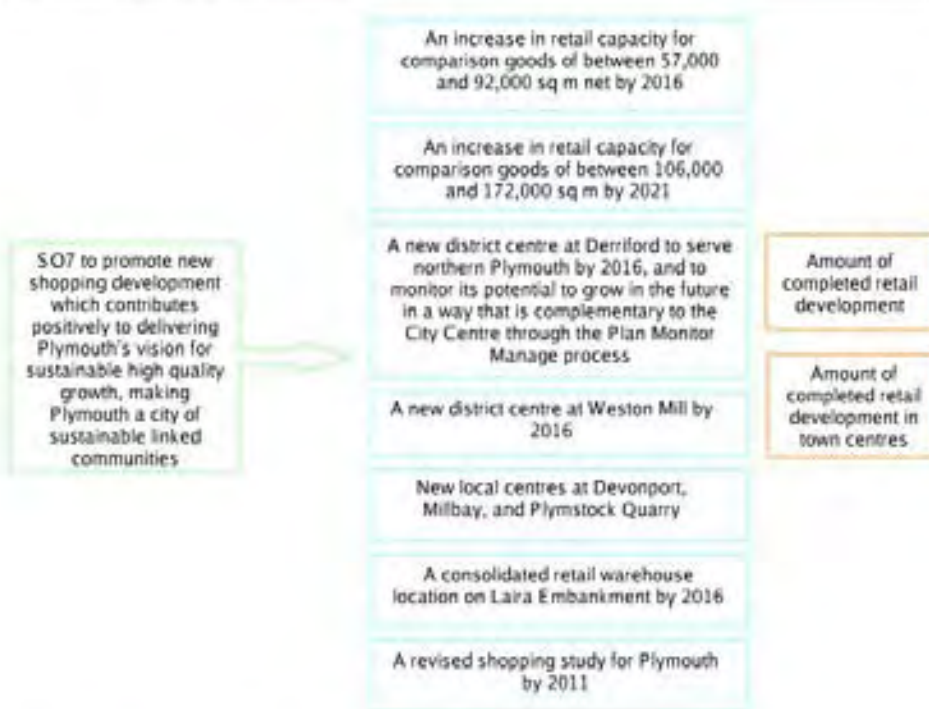 SO7 to promote new
shopping development
which contributes
positively to delivering
Plymouth's vision for
sustainable high quality
growth, making
Plymouth a city of
sustainable linked
communities
An increase in retail capacity for
comparison goods of between 57,000
and 92,000 sq m net by 2016
An increase in retail capacity for
comparison goods of between 106,000
and 172,000 sq m by 2021
A new district centre at Derriford to serve
northern Plymouth by 2016, and to
monitor its potential to grow in the future
in a way that is complementary to the
City Centre through the Plan Monitor
Manage process
A new district centre at Weston Mill by
2016
New local centres at Devonport,
Millbay, and Plymstock Quarry
A consolidated retail warehouse
location on Laira Embankment by 2016
A revised shopping study for Plymouth
by 2011
Amount of
completed retail
development
Amount of
completed retail
development in
town centres